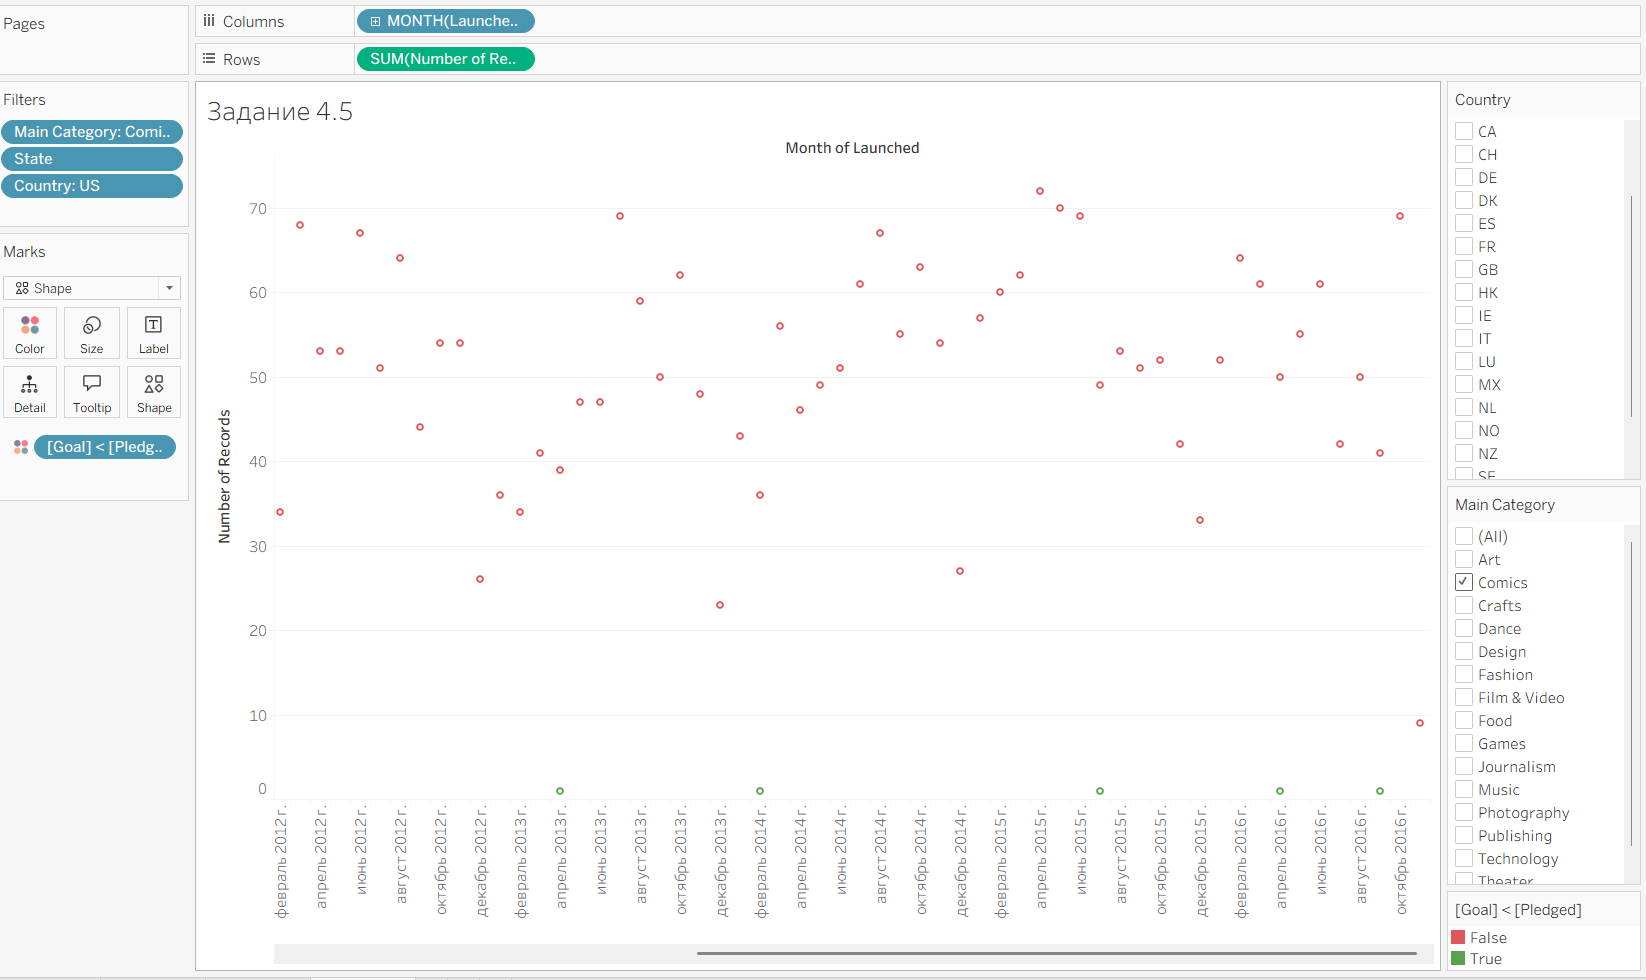 Pages
Columns
MONTH(Launche..
Rows
SUM(Number of Re..
Filters
Main Category: Comi..
State
Country: US
Marks
Shape
Color
Size
Label
Detail
Tooltip
Shape
[Goal] < [Pledg..
Задание 4.5
Month of Launched
Number of Records
70
60
50
40
30
20
10
0
февраль 2012 г.
апрель 2012 г.
июнь 2012 г.
август 2012 г.
октябрь 2012 г.
декабрь 2012 г.
февраль 2013 г.
апрель 2013 г.
июнь 2013 г.
август 2013 г.
октябрь 2013 г.
декабрь 2013 г.
февраль 2014 г.
апрель 2014 г.
июнь 2014 г.
август 2014 г.
октябрь 2014 г.
декабрь 2014 г.
февраль 2015 г.
апрель 2015 г.
июнь 2015 г.
август 2015 г.
октябрь 2015 г.
декабрь 2015 г.
февраль 2016 г.
апрель 2016 г.
июнь 2016 г.
август 2016 г.
октябрь 2016 г.
Country
CA
CH
DE
DK
ES
FR
GB
HK
IE
IT
LU
MX
NL
NO
NZ
SE
Main Category
(All)
Art
Comics
Crafts
Dance
Design
Fashion
Film & Video
Food
Games
Journalism
Music
Photography
Publishing
Technology
Theater
[Goal] < [Pledged]
False
True